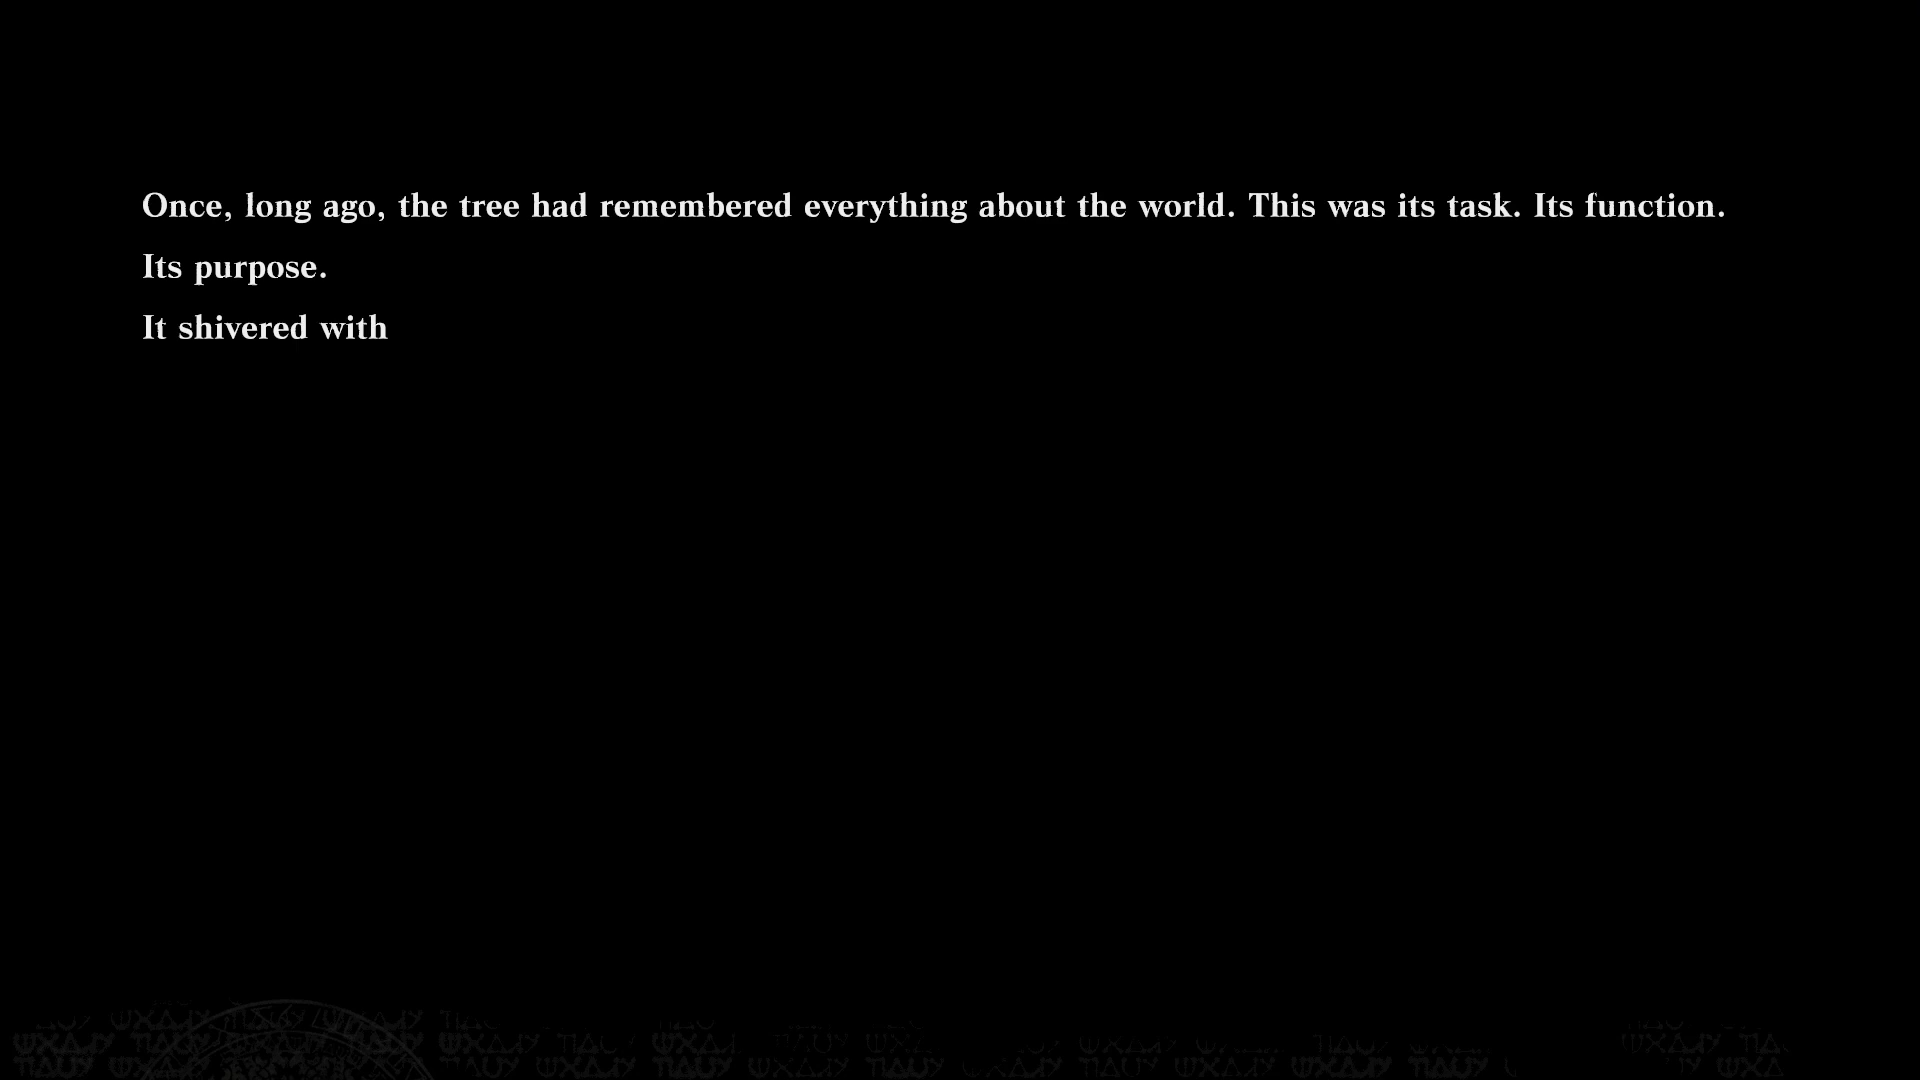 Once, long ago, the tree had remembered everything about the world. This was its task. Its function.
Its purpose.
It shivered with